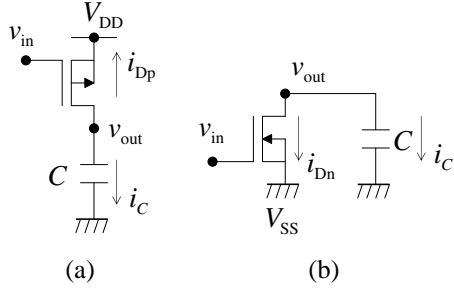 V_DD
v_in
i_Dp
v_out
C
i_C
(a)
v_out
v_in
i_Dn
C
i_C
V_SS
(b)